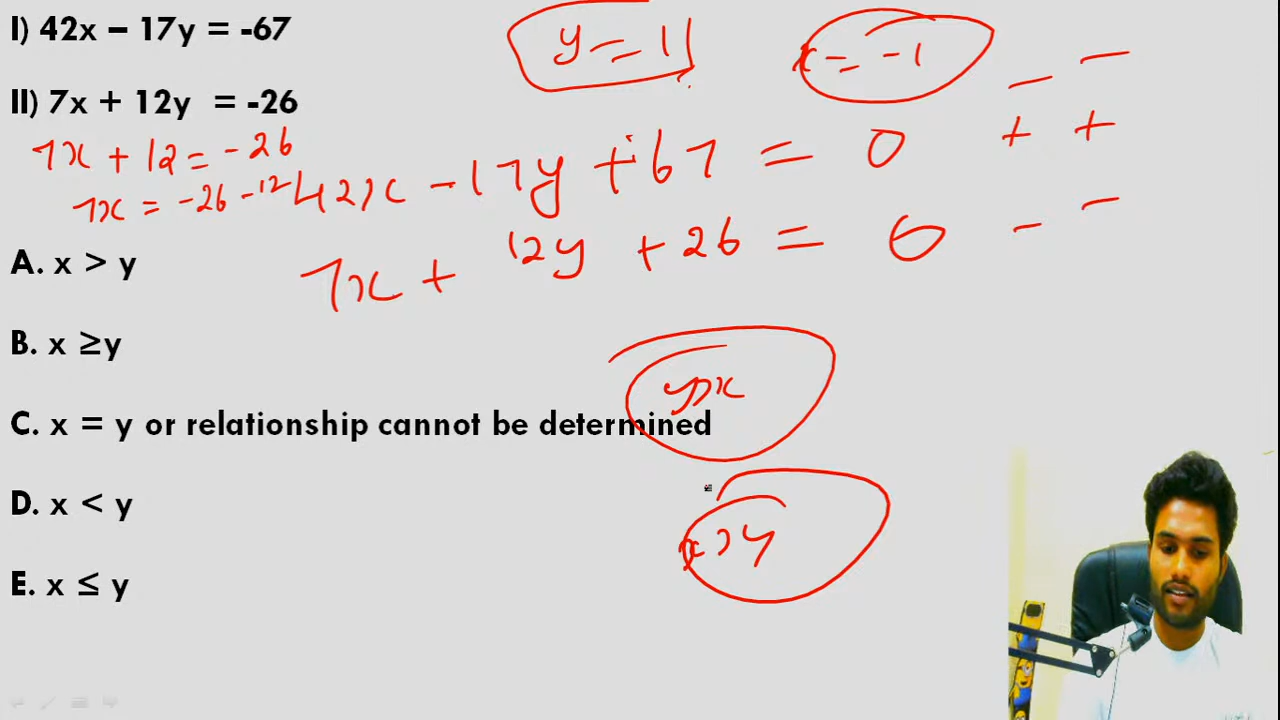 I) 42x – 17y = -67
y = 1
x = -1
II) 7x + 12y = -26
7x + 12 = -26
7x = -26 -12
42x - 17y + 67 = 0
7x + 12y + 26 = 0
A. x > y
B. x ≥y
y>x
C. x = y or relationship cannot be determined
D. x < y
x > y
E. x ≤ y